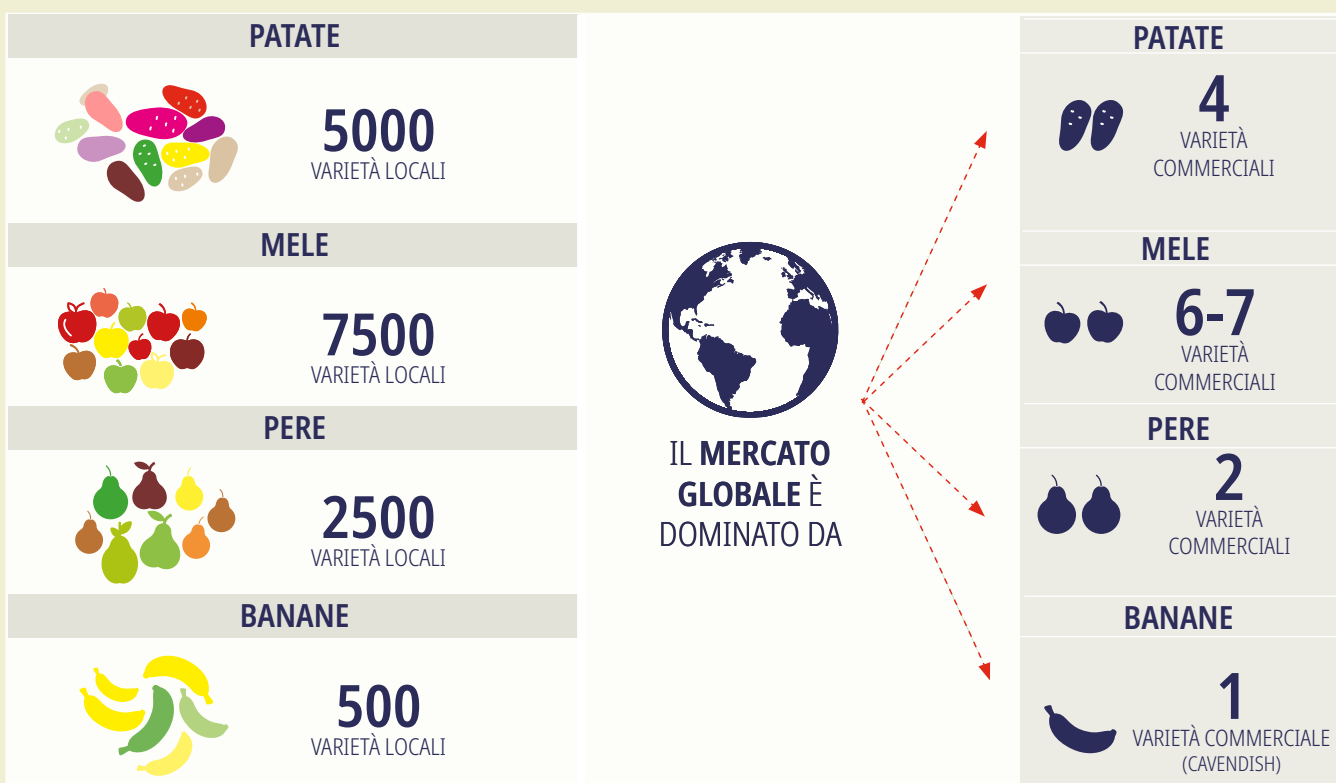 PATATE
5000
VARIETÀ LOCALI
MELE
7500
VARIETÀ LOCALI
PERE
2500
VARIETÀ LOCALI
BANANE
500
VARIETÀ LOCALI
IL MERCATO
GLOBALE È
DOMINATO DA
PATATE
4
VARIETÀ
COMMERCIALI
MELE
6-7
VARIETÀ
COMMERCIALI
PERE
2
VARIETÀ
COMMERCIALI
BANANE
1
VARIETÀ COMMERCIALE
(CAVENDISH)